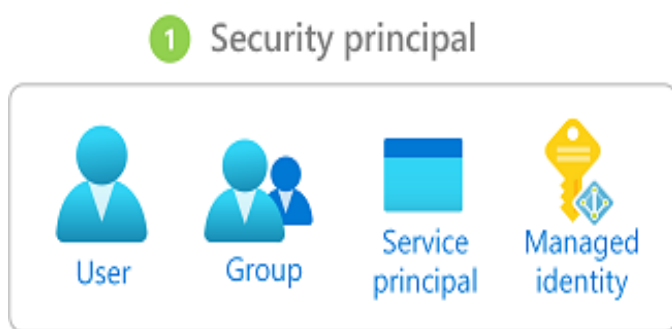 1 Security principal
User
Group
Service
principal
Managed
identity